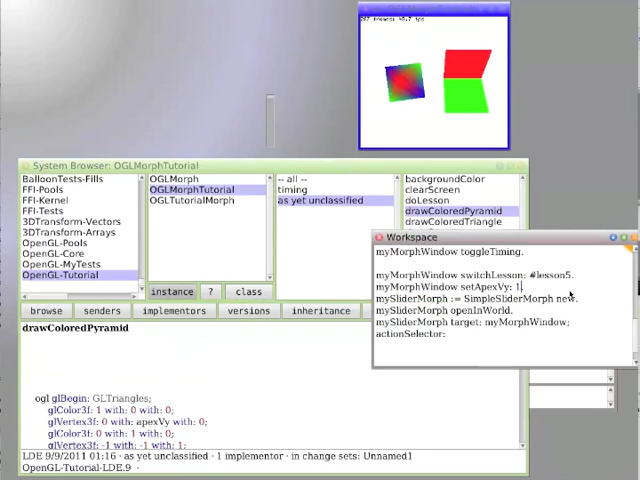 System Browser: OGLMorphTutorial
BalloonTests-Fills
FFI-Pools
FFI-Kernel
FFI-Tests
3DTransform-Vectors
3DTransform-Arrays
OpenGL-Pools
OpenGL-Core
OpenGL-MyTests
OpenGL-Tutorial
OGLMorph
OGLMorphTutorial
OGLTutorialMorph
instance
?
class
-- all --
timing
as yet unclassified
backgroundColor
clearScreen
doLesson
drawColoredPyramid
drawColoredTriangle
browse
senders
implementors
versions
inheritance
drawColoredPyramid
ogl glBegin: GLTriangles;
glColor3f: 1 with: 0 with: 0;
glVertex3f: 0 with: apexVy with: 0;
glColor3f: 0 with: 1 with: 0;
glVertex3f: -1 with: -1 with: 1;
LDE 9/9/2011 01:16 · as yet unclassified · 1 implementor · in change sets: Unnamed1
OpenGL-Tutorial-LDE.9 ·
Workspace
myMorphWindow toggleTiming.
myMorphWindow switchLesson: #lesson5.
myMorphWindow setApexVy: 1.
mySliderMorph := SimpleSliderMorph new.
mySliderMorph openInWorld.
mySliderMorph target: myMorphWindow;
actionSelector: